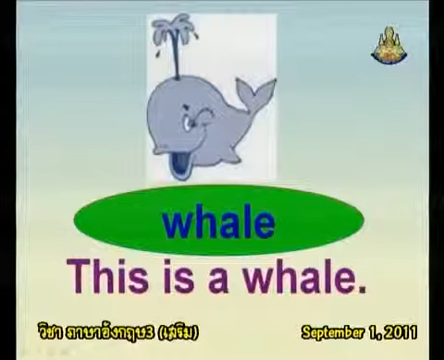 whale
This is a whale.
วิชา ภาษาอังกฤษ3 (เสริม)
September 1, 2011